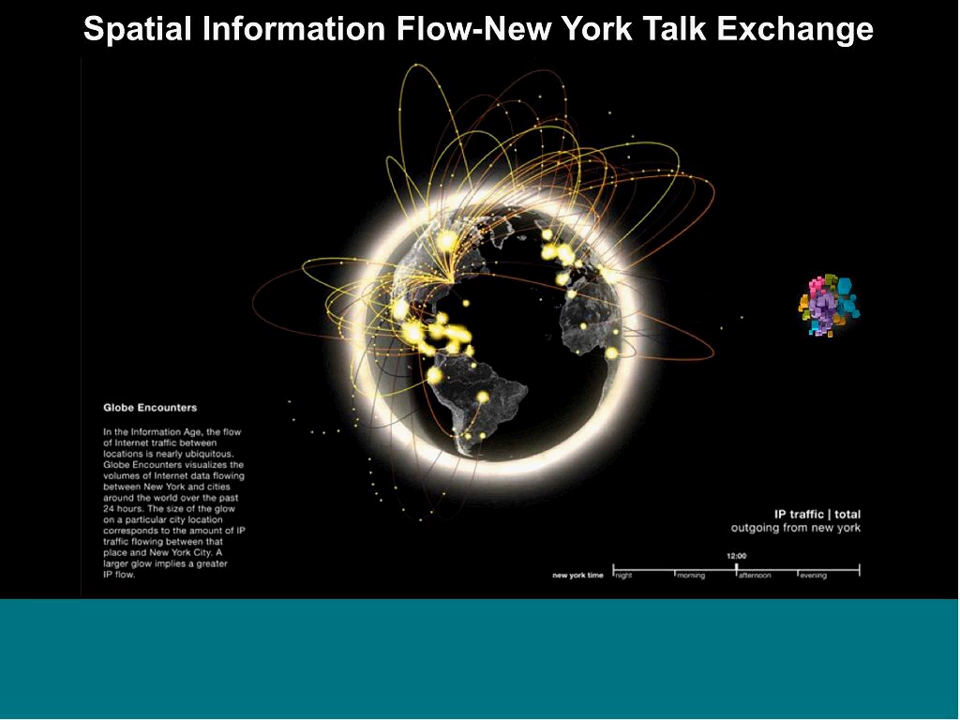 Spatial Information Flow-New York Talk Exchange
Globe Encounters
In the Information Age, the flow
of Internet traffic between
locations is nearly ubiquitous.
Globe Encounters visualizes the
volumes of Internet data flowing
between New York and cities
around the world over the past
24 hours. The size of the glow
on a particular city location
corresponds to the amount of IP
traffic flowing between that
place and New York City. A
larger glow implies a greater
IP flow.
IP traffic | total
outgoing from new york
12:00
new york time night morning afternoon evening